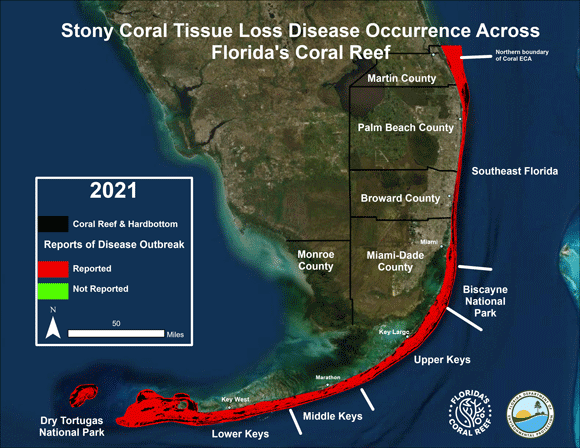 Stony Coral Tissue Loss Disease Occurrence Across
Florida's Coral Reef
Northern boundary
of Coral ECA
Martin County
Palm Beach County
Southeast Florida
2021
Coral Reef & Hardbottom
Reports of Disease Outbreak
Reported
Not Reported
N
50
Miles
Broward County
Miami
Monroe
County
Miami-Dade
County
Biscayne
National
Park
Key Largo
Upper Keys
Marathon
Key West
Middle Keys
Lower Keys
Dry Tortugas
National Park
FLORIDA'S
CORAL REEF